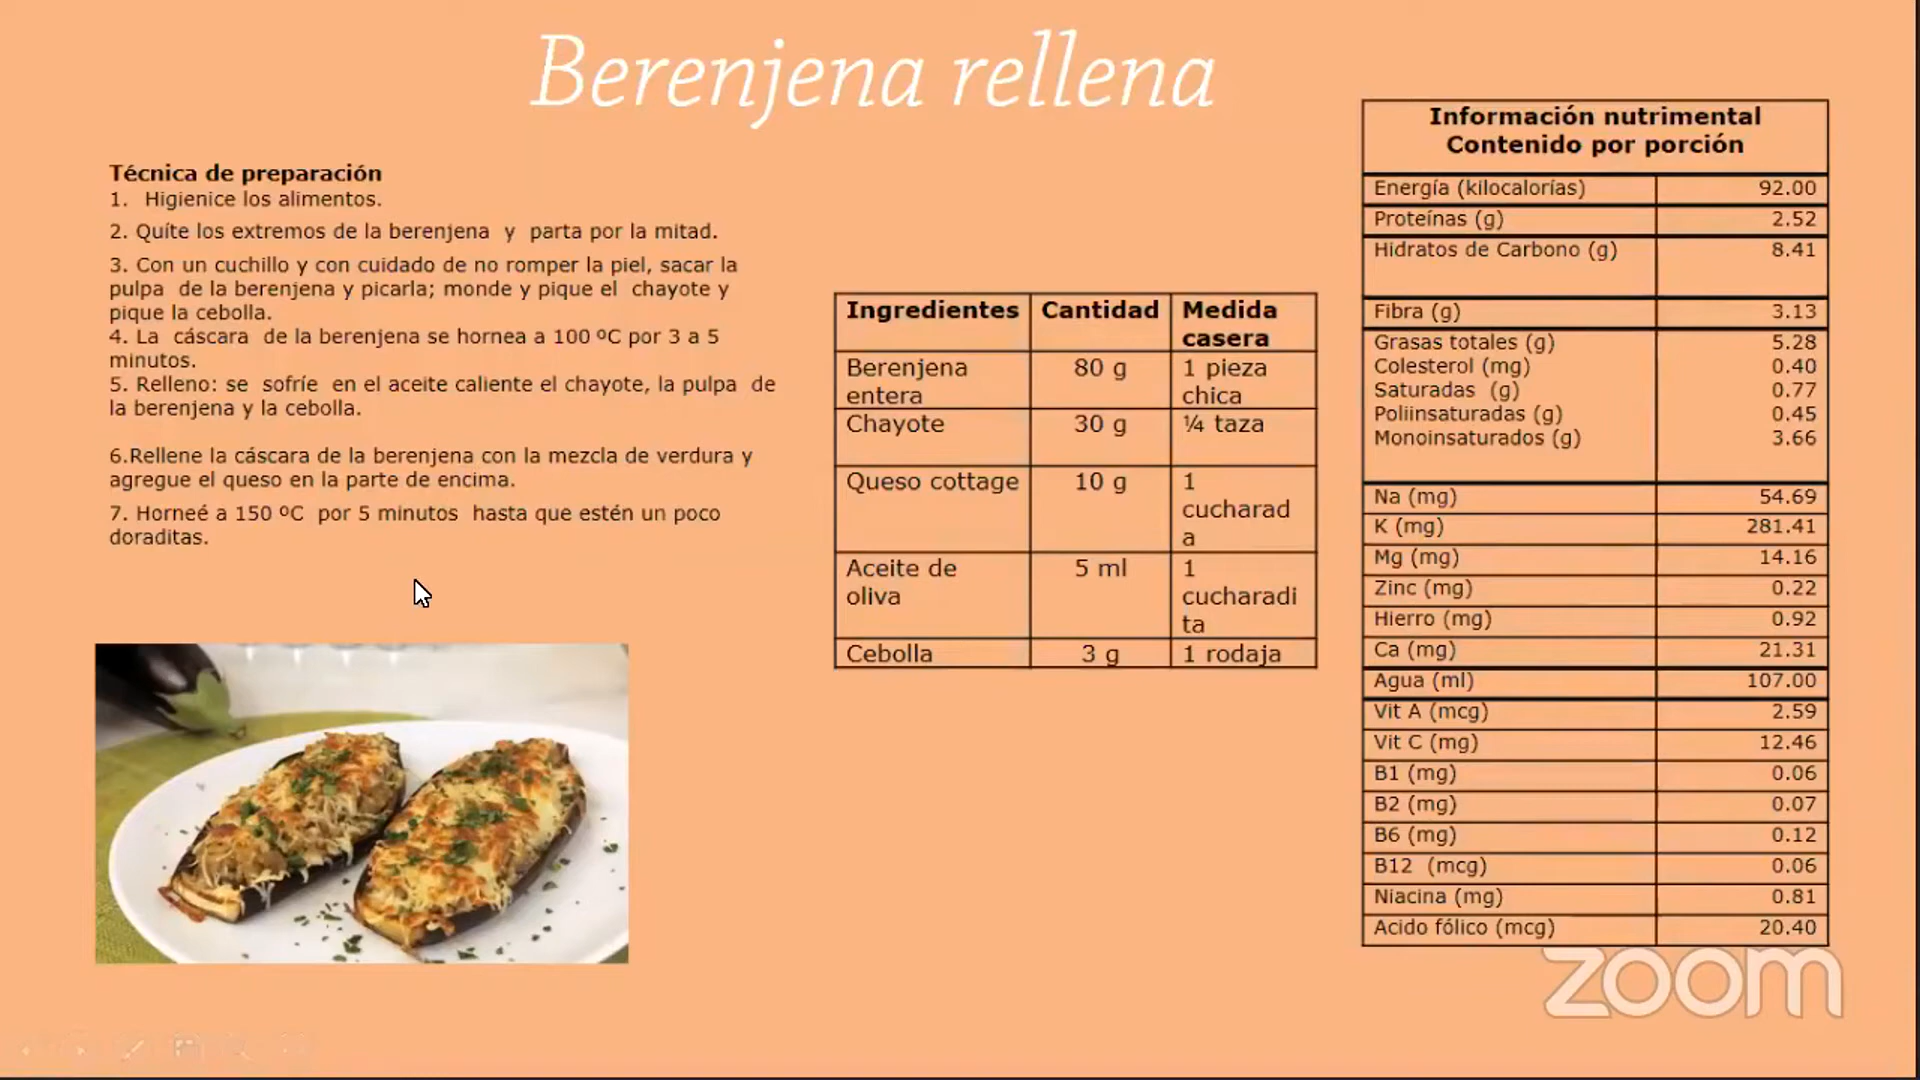 Berenjena rellena
Técnica de preparación
1. Higienice los alimentos.
2. Quíte los extremos de la berenjena y parta por la mitad.
3. Con un cuchillo y con cuidado de no romper la piel, sacar la
pulpa de la berenjena y picarla; monde y pique el chayote y
pique la cebolla.
4. La cáscara de la berenjena se hornea a 100 ºC por 3 a 5
minutos.
5. Relleno: se sofríe en el aceite caliente el chayote, la pulpa de
la berenjena y la cebolla.
6.Rellene la cáscara de la berenjena con la mezcla de verdura y
agregue el queso en la parte de encima.
7. Horneé a 150 ºC por 5 minutos hasta que estén un poco
doraditas.
Ingredientes Cantidad Medida
casera
Berenjena 80 g 1 pieza
entera chica
Chayote 30 g ¼ taza
Queso cottage 10 g 1
cucharad
a
Aceite de 5 ml 1
oliva cucharadi
ta
Cebolla 3 g 1 rodaja
Información nutrimental
Contenido por porción
Energía (kilocalorías) 92.00
Proteínas (g) 2.52
Hidratos de Carbono (g) 8.41
Fibra (g) 3.13
Grasas totales (g) 5.28
Colesterol (mg) 0.40
Saturadas (g) 0.77
Poliinsaturadas (g) 0.45
Monoinsaturados (g) 3.66
Na (mg) 54.69
K (mg) 281.41
Mg (mg) 14.16
Zinc (mg) 0.22
Hierro (mg) 0.92
Ca (mg) 21.31
Agua (ml) 107.00
Vit A (mcg) 2.59
Vit C (mg) 12.46
B1 (mg) 0.06
B2 (mg) 0.07
B6 (mg) 0.12
B12 (mcg) 0.06
Niacina (mg) 0.81
Acido fólico (mcg) 20.40
zoom